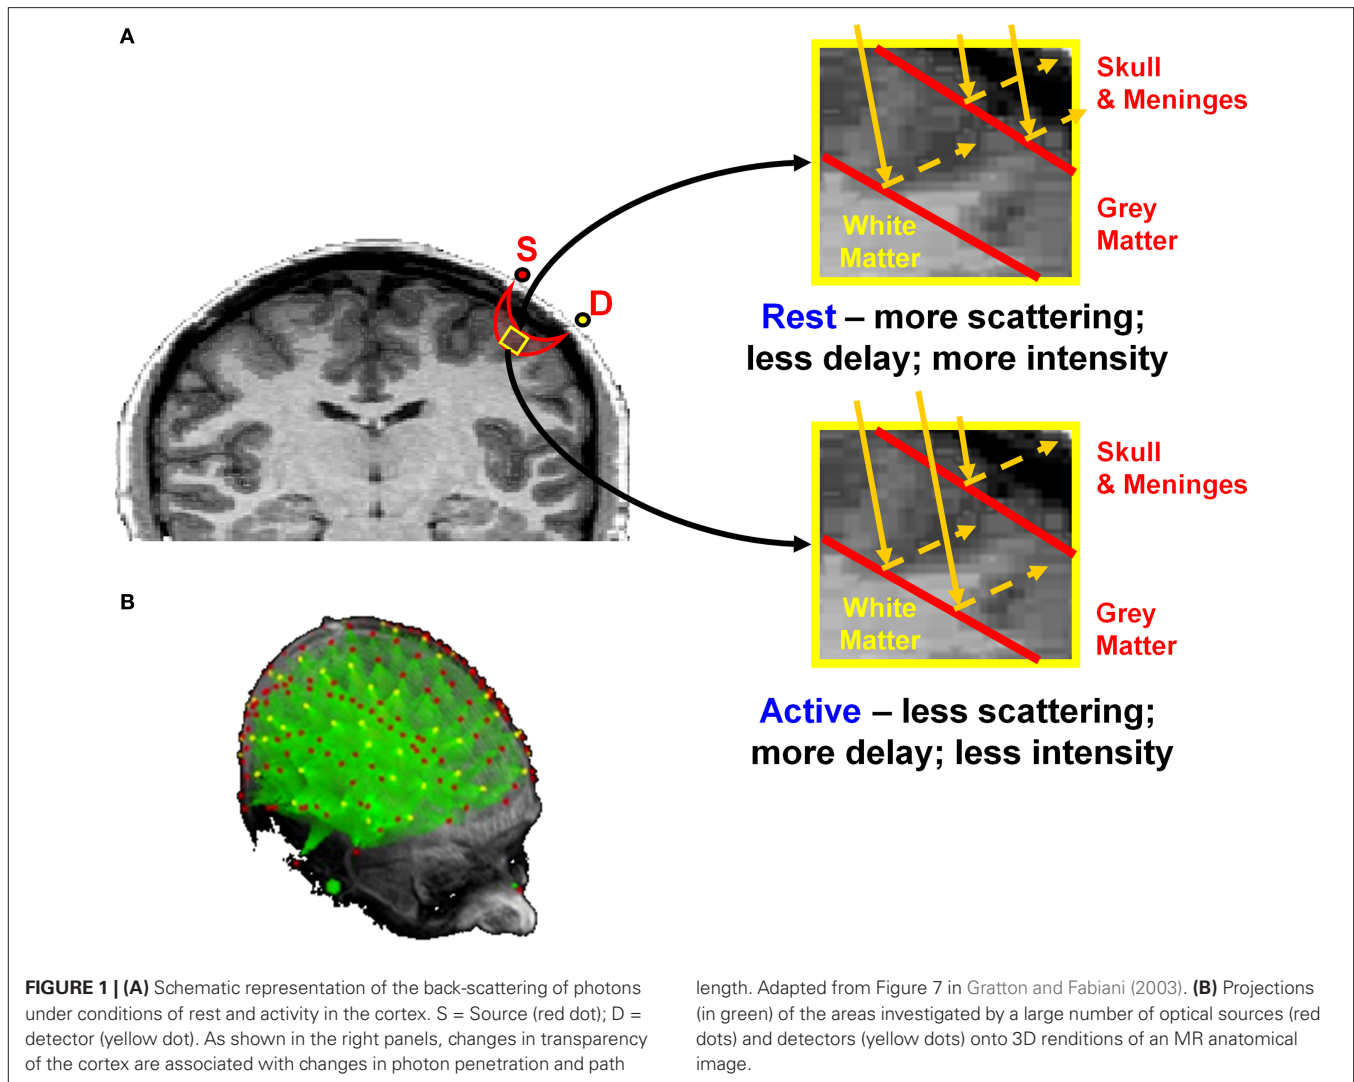 A
S
D
Skull
& Meninges
Grey
Matter
White
Matter
Rest – more scattering;
less delay; more intensity
Skull
& Meninges
Grey
Matter
White
Matter
Active – less scattering;
more delay; less intensity
B
FIGURE 1 | (A) Schematic representation of the back-scattering of photons
under conditions of rest and activity in the cortex. S = Source (red dot); D =
detector (yellow dot). As shown in the right panels, changes in transparency
of the cortex are associated with changes in photon penetration and path
length. Adapted from Figure 7 in Gratton and Fabiani (2003). (B) Projections
(in green) of the areas investigated by a large number of optical sources (red
dots) and detectors (yellow dots) onto 3D renditions of an MR anatomical
image.